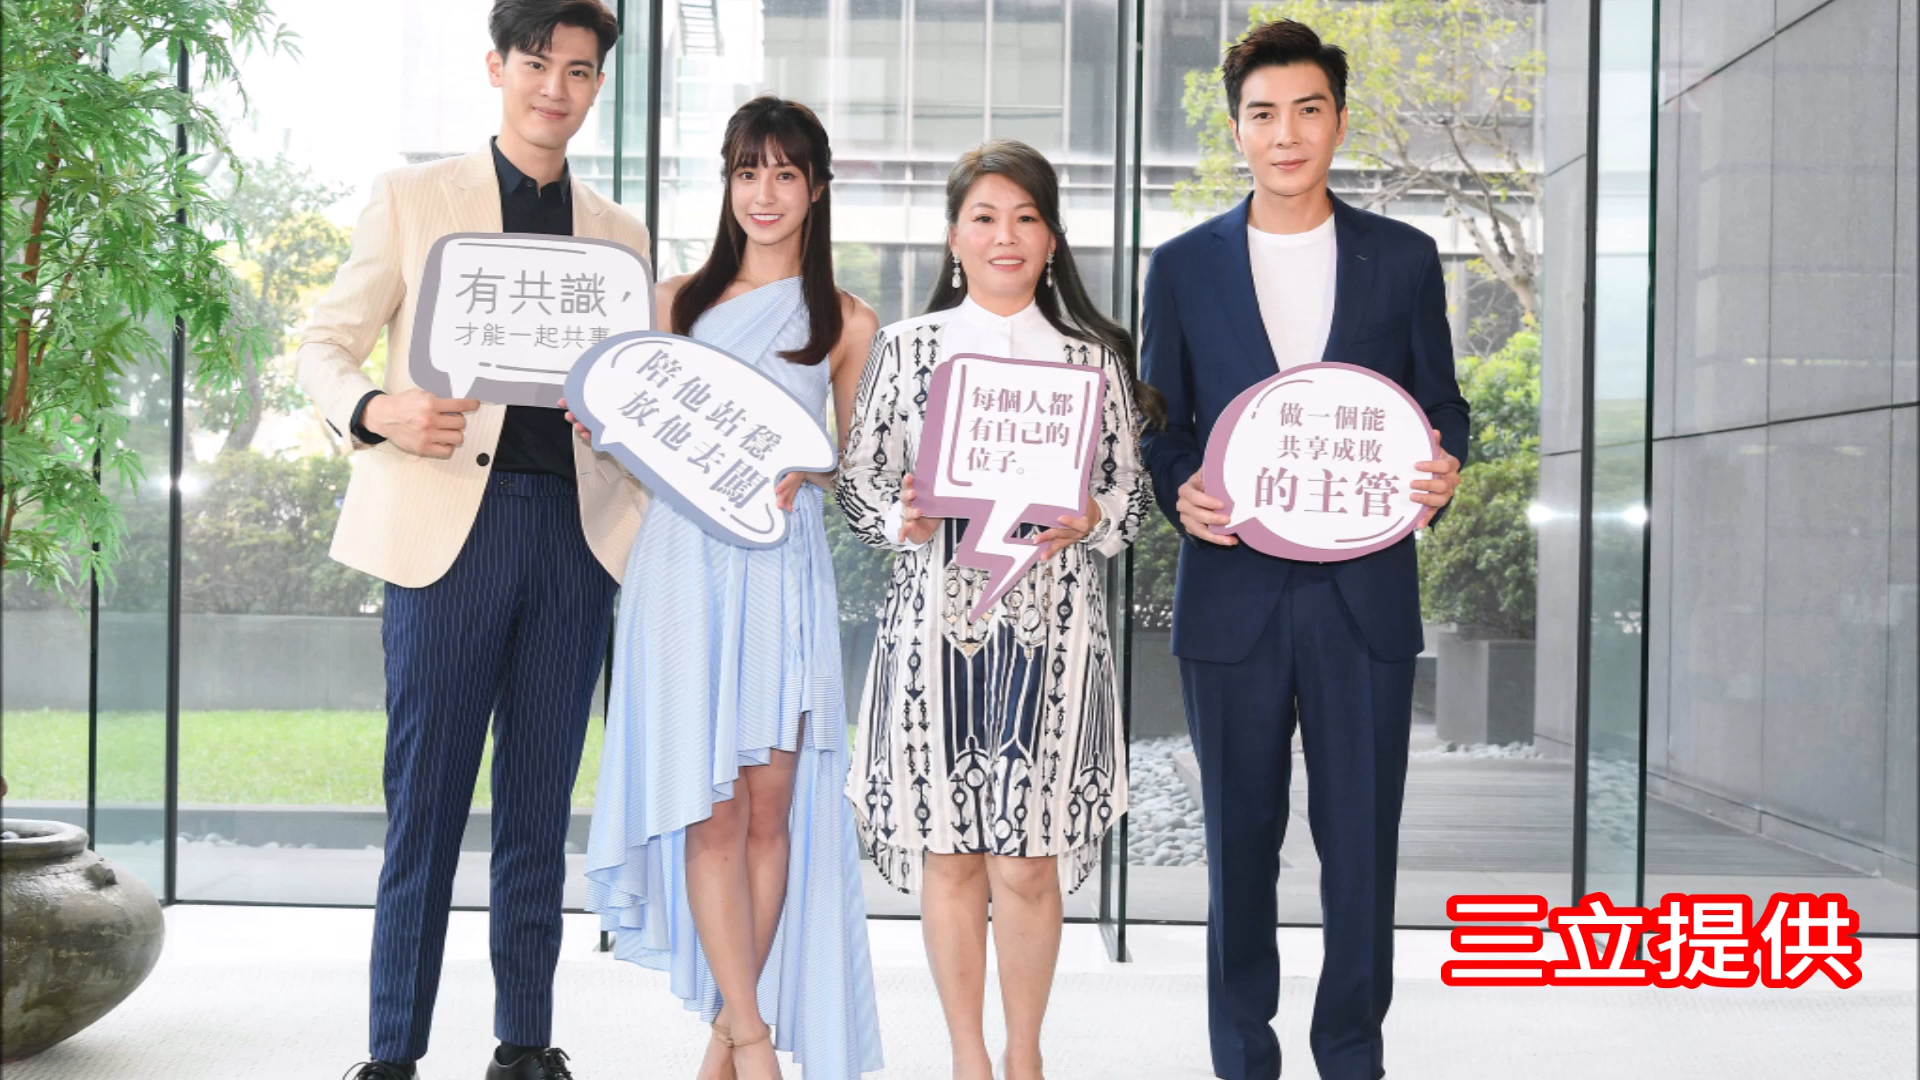 有共識，
才能一起共事
陪他站穩
放他去闖
每個人都
有自己的
位子。
做一個能
共享成敗
的主管
三立提供